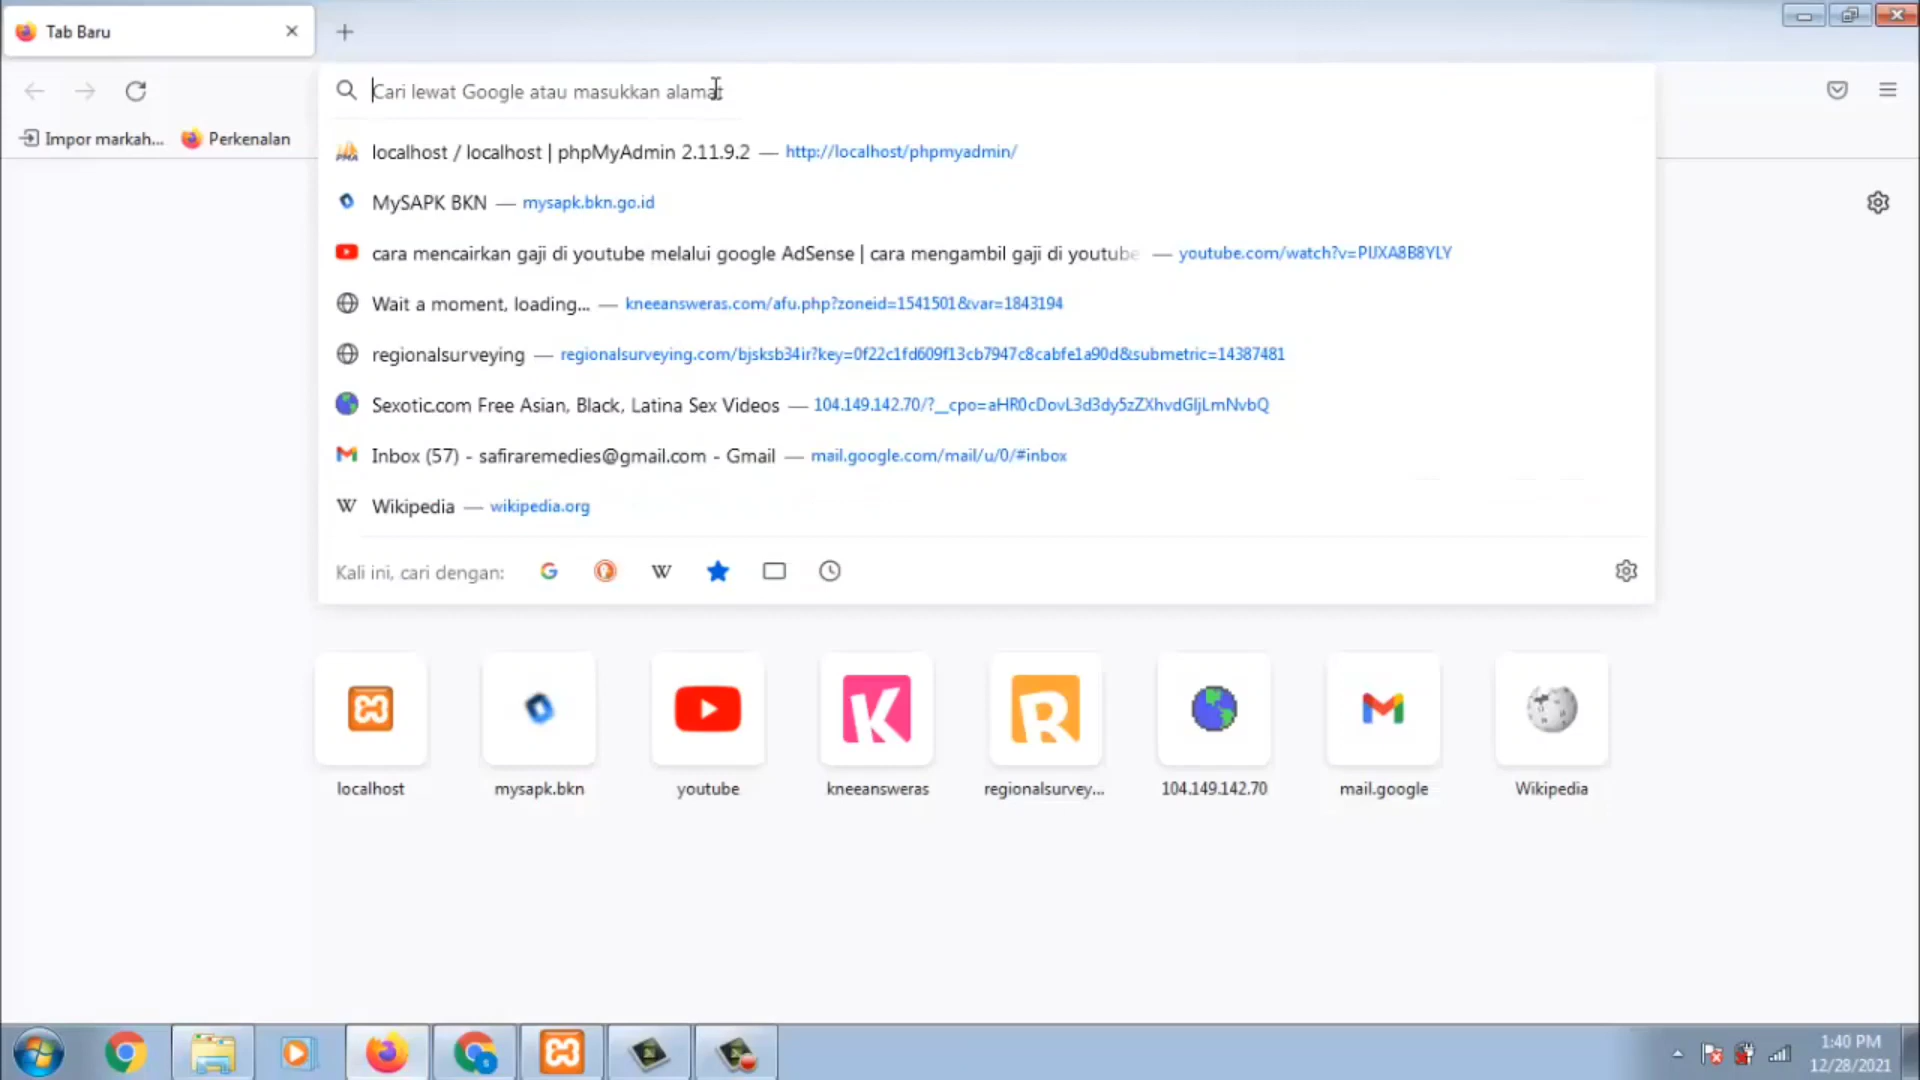 Tab Baru
Cari lewat Google atau masukkan alamat
Impor markah...
Perkenalan
localhost / localhost | phpMyAdmin 2.11.9.2 — http://localhost/phpmyadmin/
MySAPK BKN — mysapk.bkn.go.id
cara mencairkan gaji di youtube melalui google AdSense | cara mengambil gaji di youtube — youtube.com/watch?v=PIJXA8B8YLY
Wait a moment, loading... — kneeansweras.com/afu.php?zoneid=1541501&var=1843194
regionalsurveying — regionalsurveying.com/bjsksb34ir?key=0f22c1fd609f13cb7947c8cabfe1a90d&submetric=14387481
Sexotic.com Free Asian, Black, Latina Sex Videos — 104.149.142.70/?__cpo=aHR0cDovL3d3dy5zZXhvdGljLmNvbQ
Inbox (57) - safiraremedies@gmail.com - Gmail — mail.google.com/mail/u/0/#inbox
Wikipedia — wikipedia.org
Kali ini, cari dengan:
localhost
mysapk.bkn
youtube
kneeansweras
regionalsurvey...
104.149.142.70
mail.google
Wikipedia
1:40 PM
12/28/2021